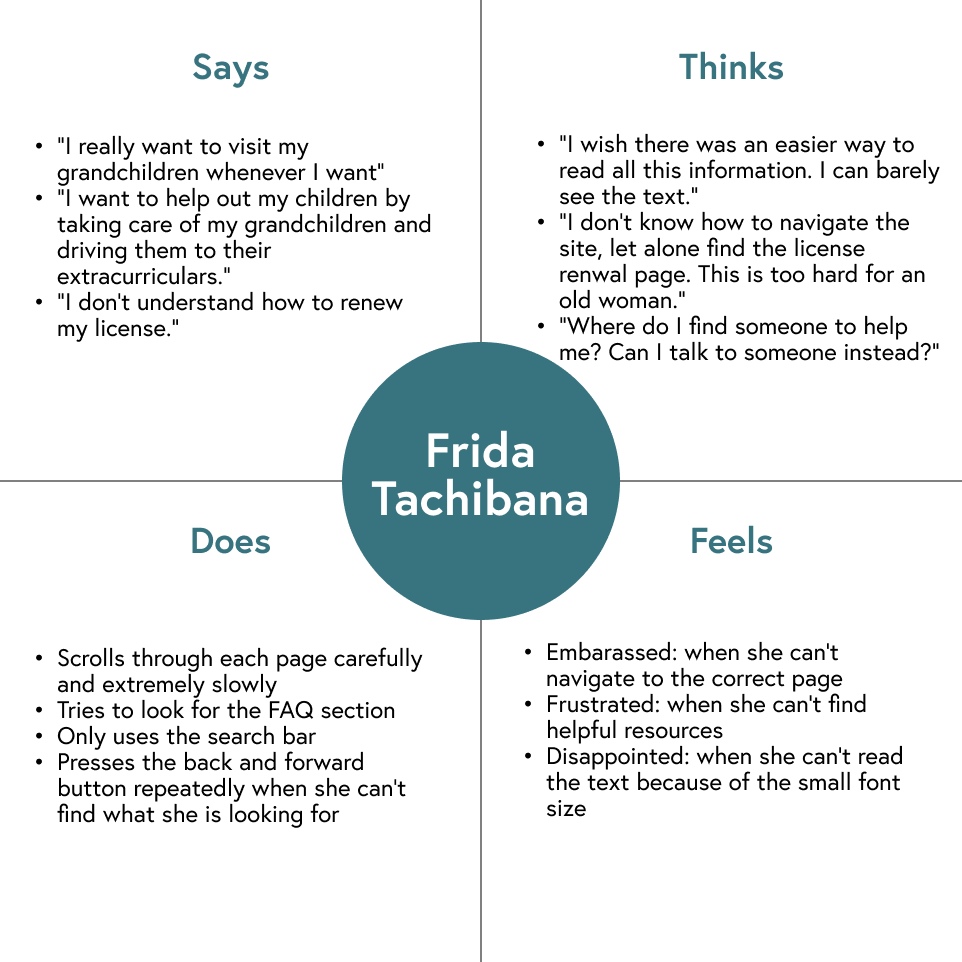 Says
• "I really want to visit my
grandchildren whenever I want"
• "I want to help out my children by
taking care of my grandchildren and
driving them to their
extracurriculars."
• "I don't understand how to renew
my license."
Thinks
• "I wish there was an easier way to
read all this information. I can barely
see the text."
• "I don't know how to navigate the
site, let alone find the license
renwal page. This is too hard for an
old woman."
• "Where do I find someone to help
me? Can I talk to someone instead?"
Frida
Tachibana
Does
• Scrolls through each page carefully
and extremely slowly
• Tries to look for the FAQ section
• Only uses the search bar
• Presses the back and forward
button repeatedly when she can't
find what she is looking for
Feels
• Embarassed: when she can't
navigate to the correct page
• Frustrated: when she can't find
helpful resources
• Disappointed: when she can't read
the text because of the small font
size